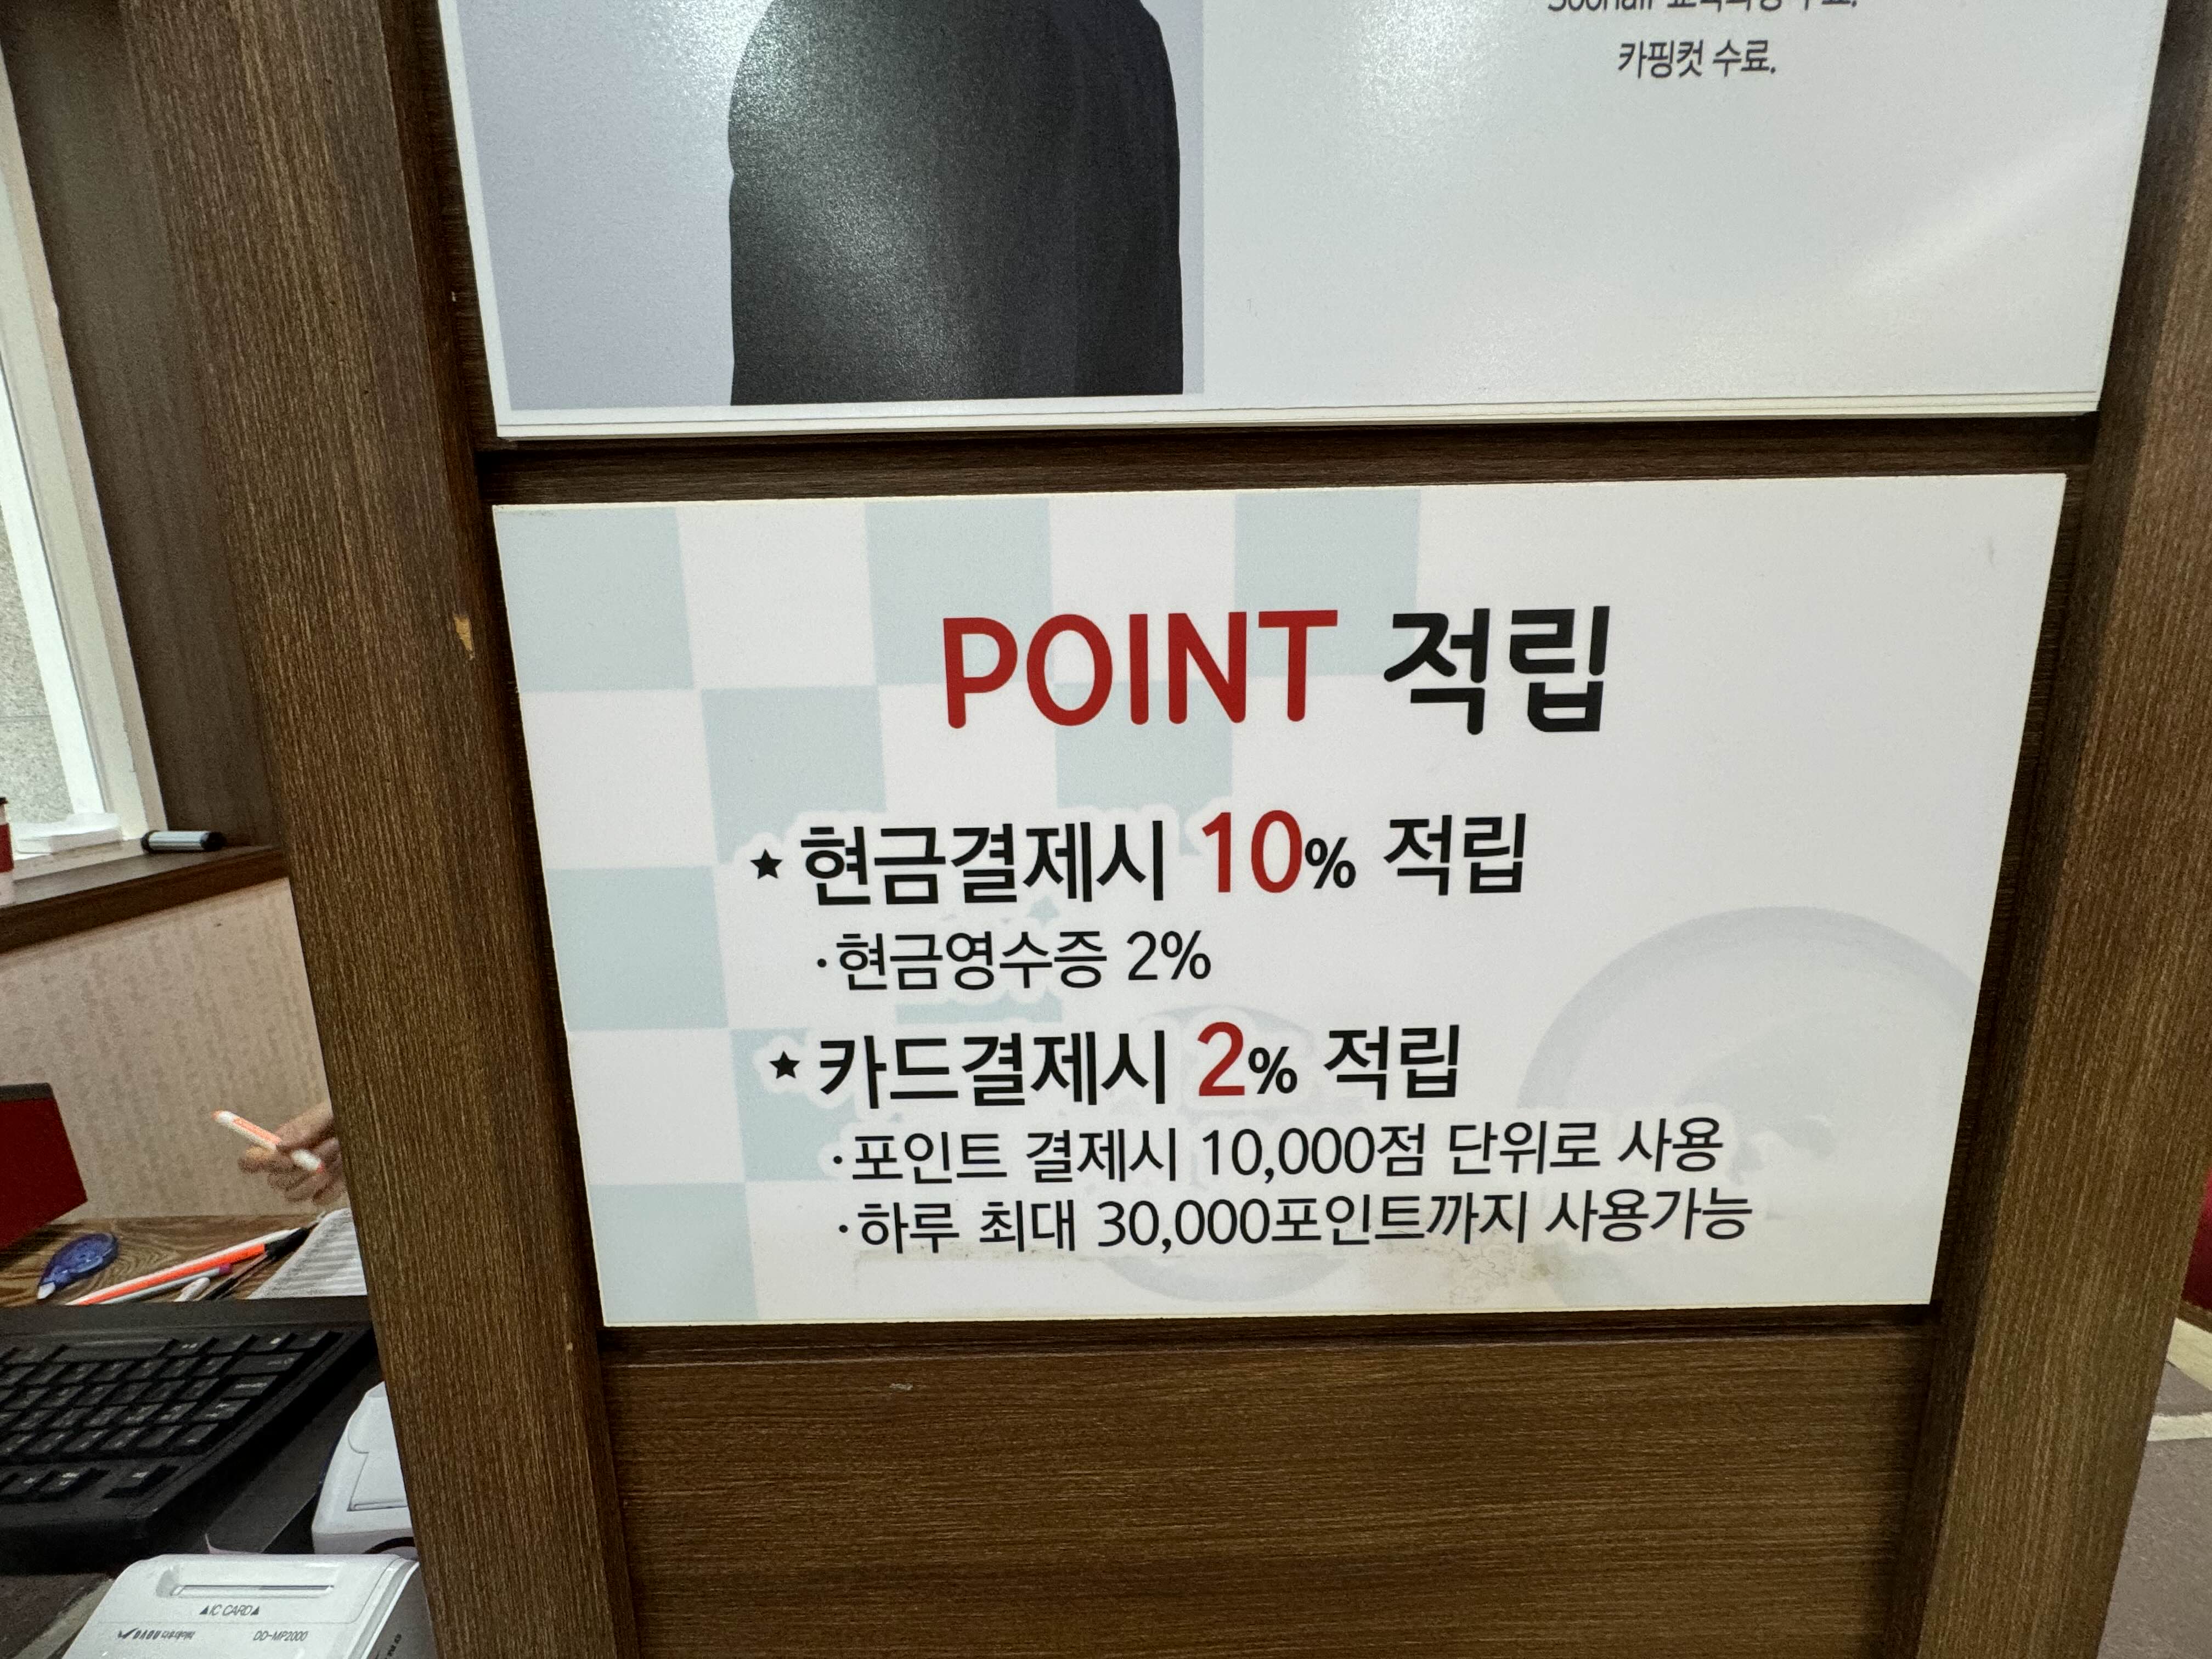 카핑컷 수료.
POINT 적립
★ 현금결제시 10% 적립
·현금영수증 2%
★ 카드결제시 2% 적립
·포인트 결제시 10,000점 단위로 사용
·하루 최대 30,000포인트까지 사용가능
▲IC CARD▲
DD-MP2000